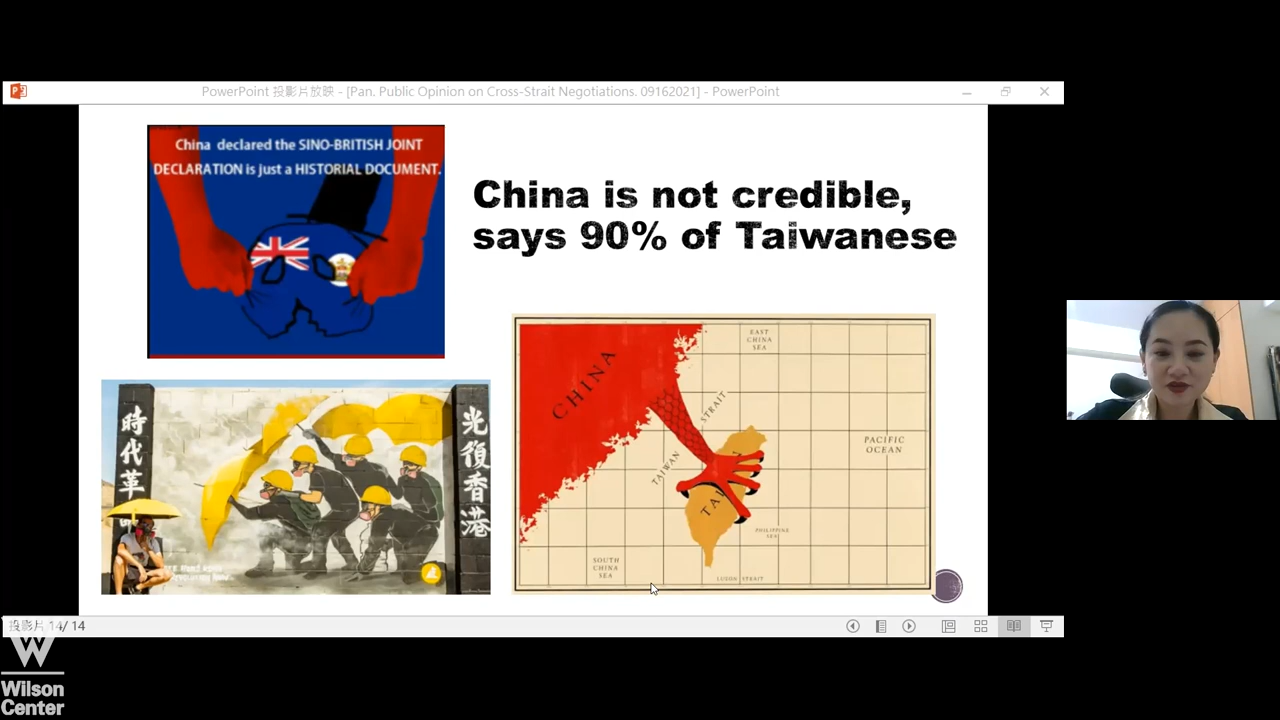 PowerPoint 投影片放映 - [Pan. Public Opinion on Cross-Strait Negotiations. 09162021] - PowerPoint
China declared the SINO-BRITISH JOINT
DECLARATION is just a HISTORIAL DOCUMENT.
China is not credible,
says 90% of Taiwanese
時代革
光復香港
CHINA
EAST
CHINA
SEA
TAIWAN
STRAIT
PACIFIC
OCEAN
TAI
PHILIPPINE
SEA
SOUTH
CHINA
SEA
LUZON STRAIT
投影片 14/ 14
W
Wilson
Center